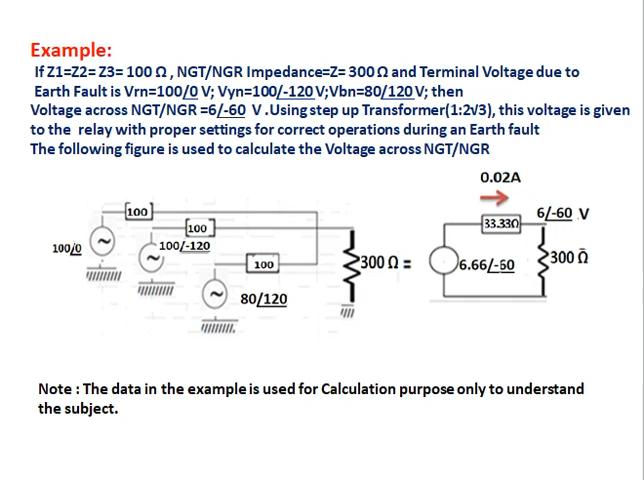 Example:
If Z1=Z2= Z3= 100 Ω , NGT/NGR Impedance=Z= 300 Ω and Terminal Voltage due to
Earth Fault is Vrn=100/0 V; Vyn=100/-120 V;Vbn=80/120 V; then
Voltage across NGT/NGR =6/-60 V .Using step up Transformer(1:2√3), this voltage is given
to the relay with proper settings for correct operations during an Earth fault
The following figure is used to calculate the Voltage across NGT/NGR
0.02A
100
6/-60 V
100
33.33Ω
100/0
100/-120
100
300 Ω =
6.66/-60
300 Ω
80/120
Note : The data in the example is used for Calculation purpose only to understand
the subject.